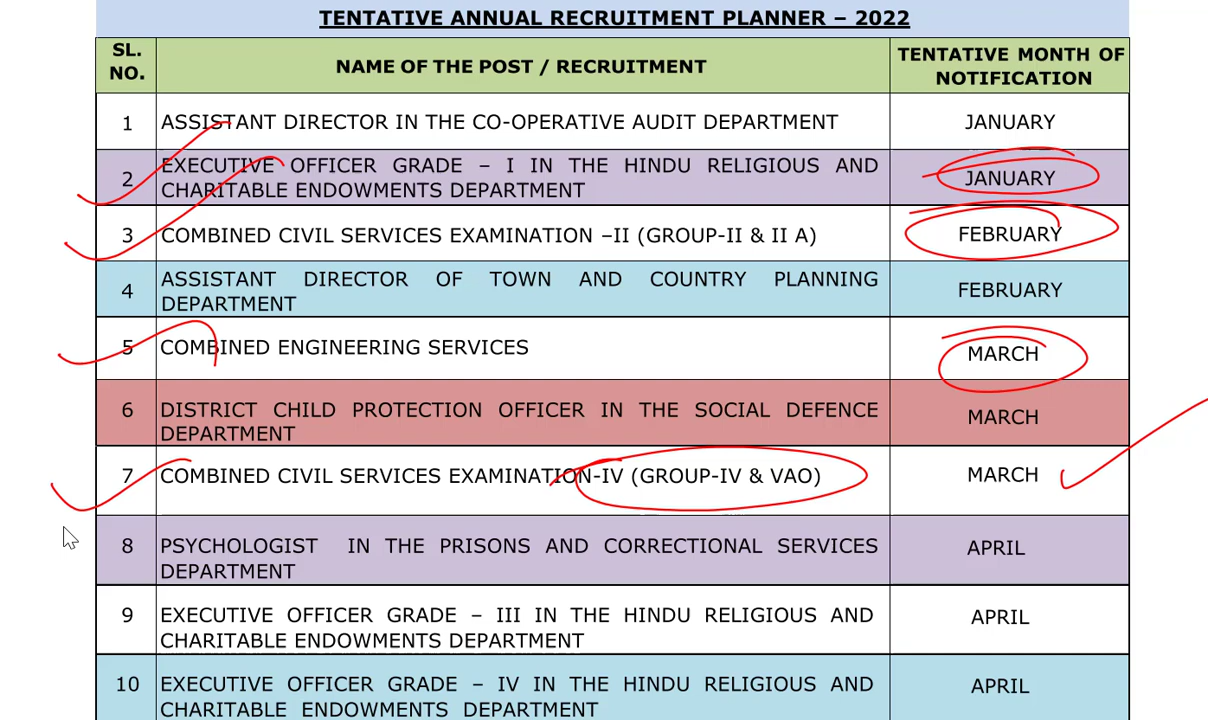 TENTATIVE ANNUAL RECRUITMENT PLANNER – 2022
SL. NO. NAME OF THE POST / RECRUITMENT TENTATIVE MONTH OF NOTIFICATION
1 ASSISTANT DIRECTOR IN THE CO-OPERATIVE AUDIT DEPARTMENT JANUARY
2 EXECUTIVE OFFICER GRADE – I IN THE HINDU RELIGIOUS AND
CHARITABLE ENDOWMENTS DEPARTMENT JANUARY
3 COMBINED CIVIL SERVICES EXAMINATION –II (GROUP-II & II A) FEBRUARY
4 ASSISTANT DIRECTOR OF TOWN AND COUNTRY PLANNING
DEPARTMENT FEBRUARY
5 COMBINED ENGINEERING SERVICES MARCH
6 DISTRICT CHILD PROTECTION OFFICER IN THE SOCIAL DEFENCE
DEPARTMENT MARCH
7 COMBINED CIVIL SERVICES EXAMINATION-IV (GROUP-IV & VAO) MARCH
8 PSYCHOLOGIST IN THE PRISONS AND CORRECTIONAL SERVICES
DEPARTMENT APRIL
9 EXECUTIVE OFFICER GRADE – III IN THE HINDU RELIGIOUS AND
CHARITABLE ENDOWMENTS DEPARTMENT APRIL
10 EXECUTIVE OFFICER GRADE – IV IN THE HINDU RELIGIOUS AND
CHARITABLE ENDOWMENTS DEPARTMENT APRIL